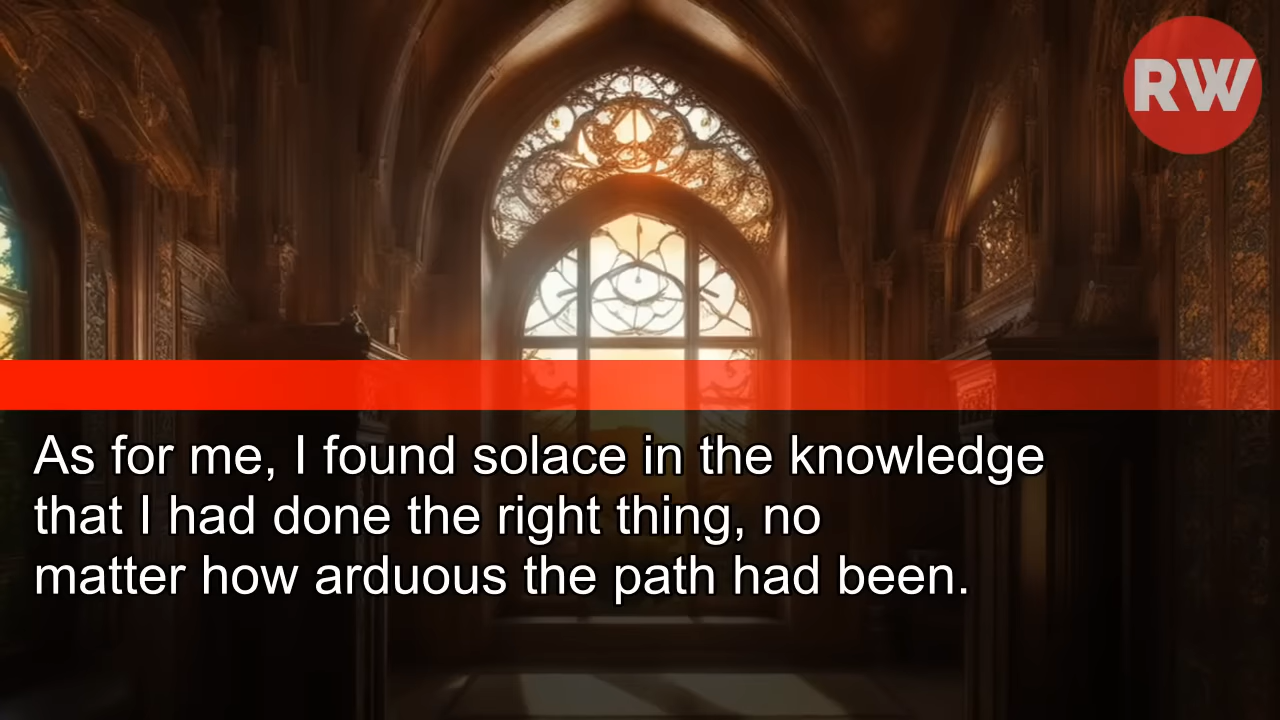 RW
As for me, I found solace in the knowledge
that I had done the right thing, no
matter how arduous the path had been.